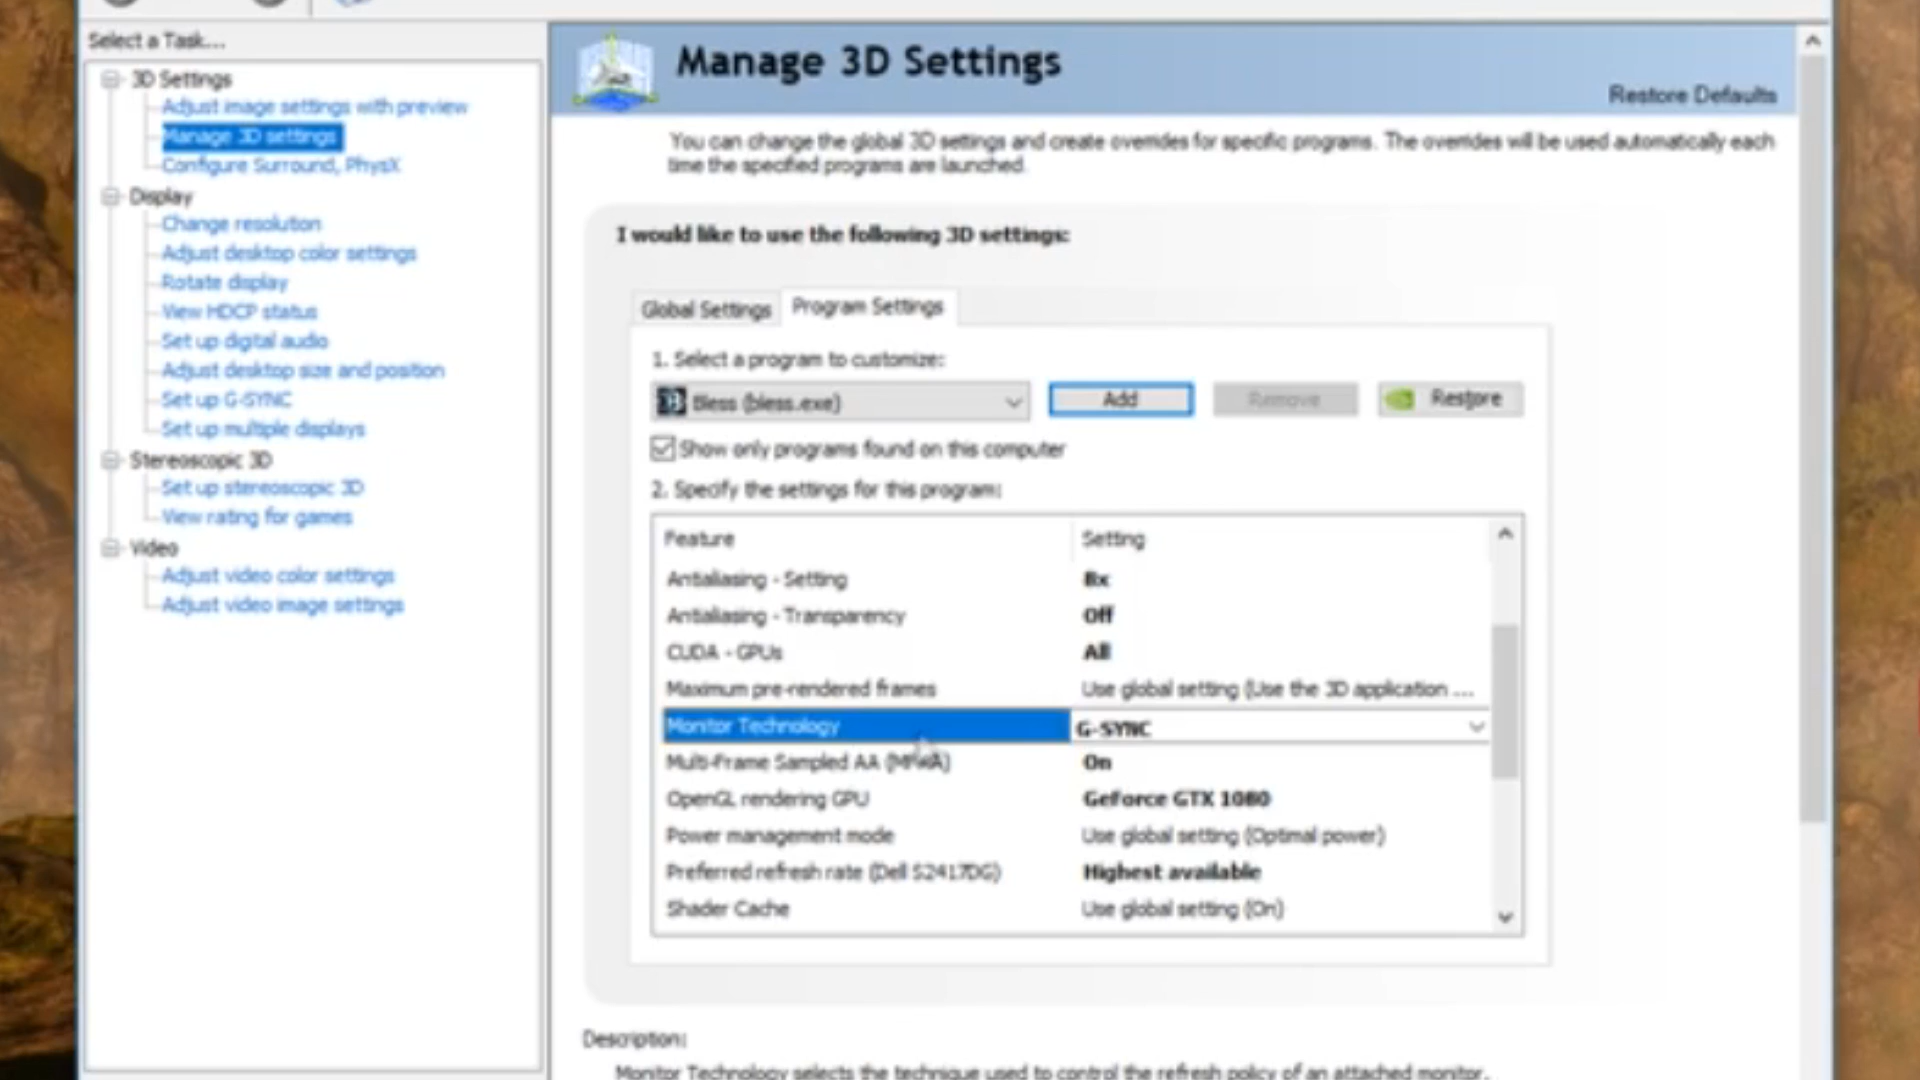 Select a Task...
3D Settings
Adjust image settings with preview
Manage 3D settings
Configure Surround, PhysX
Display
Change resolution
Adjust desktop color settings
Rotate display
View HDCP status
Set up digital audio
Adjust desktop size and position
Set up G-SYNC
Set up multiple displays
Stereoscopic 3D
Set up stereoscopic 3D
View rating for games
Video
Adjust video color settings
Adjust video image settings
Manage 3D Settings
Restore Defaults
You can change the global 3D settings and create overrides for specific programs. The overrides will be used automatically each
time the specified programs are launched.
I would like to use the following 3D settings:
Global Settings
Program Settings
1. Select a program to customize:
Bless (bless.exe)
Add
Remove
Restore
Show only programs found on this computer
2. Specify the settings for this program:
Feature Setting
Antialiasing - Setting 8x
Antialiasing - Transparency Off
CUDA - GPUs All
Maximum pre-rendered frames Use global setting (Use the 3D application ...
Monitor Technology G-SYNC
Multi-Frame Sampled AA (MFAA) On
OpenGL rendering GPU GeForce GTX 1080
Power management mode Use global setting (Optimal power)
Preferred refresh rate (Dell S2417DG) Highest available
Shader Cache Use global setting (On)
Description:
Monitor Technology selects the technique used to control the refresh policy of an attached monitor.